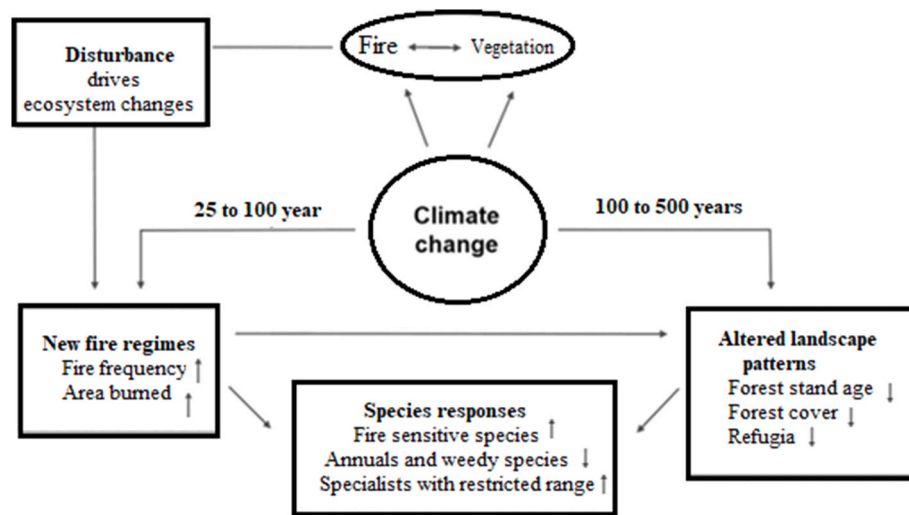 Disturbance
drives
ecosystem changes
Fire ↔ Vegetation
25 to 100 year
Climate
change
100 to 500 years
New fire regimes
Fire frequency ↑
Area burned ↑
Species responses
Fire sensitive species ↑
Annuals and weedy species ↓
Specialists with restricted range ↑
Altered landscape
patterns
Forest stand age ↓
Forest cover ↓
Refugia ↓